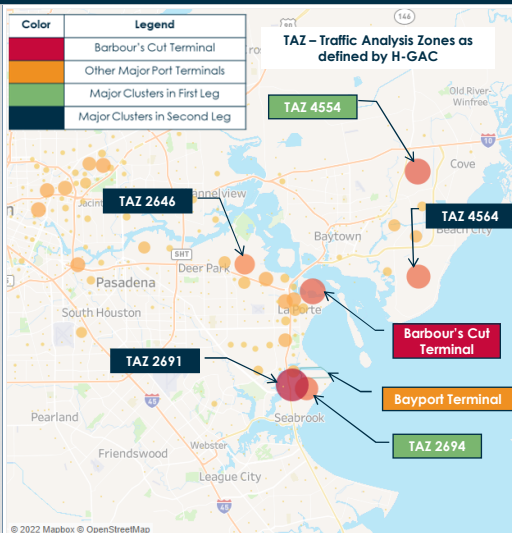 Color Legend
Barbour's Cut Terminal
Other Major Port Terminals
Major Clusters in First Leg
Major Clusters in Second Leg
TAZ – Traffic Analysis Zones as
defined by H-GAC
146
90
TAZ 4554
Old River-
Winfree
10
Cove
TAZ 2646
TAZ 4564
Beach City
Baytown
SHT
Deer Park
Pasadena
South Houston
La Porte
Barbour's Cut
Terminal
TAZ 2691
Bayport Terminal
45
Seabrook
TAZ 2694
Pearland
Webster
Friendswood
League City
45
© 2022 Mapbox © OpenStreetMap